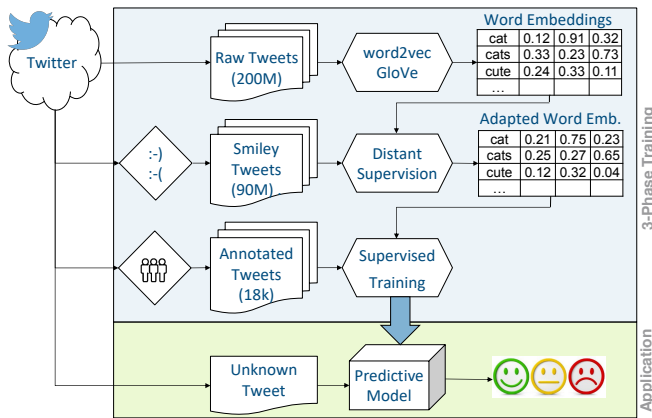 Twitter
Raw Tweets
(200M)
word2vec
GloVe
Word Embeddings
cat 0.12 0.91 0.32
cats 0.33 0.23 0.73
cute 0.24 0.33 0.11
...
:-)
:-(
Smiley
Tweets
(90M)
Distant
Supervision
Adapted Word Emb.
cat 0.21 0.75 0.23
cats 0.25 0.27 0.65
cute 0.12 0.32 0.04
...
Annotated
Tweets
(18k)
Supervised
Training
3-Phase Training
Unknown
Tweet
Predictive
Model
Application